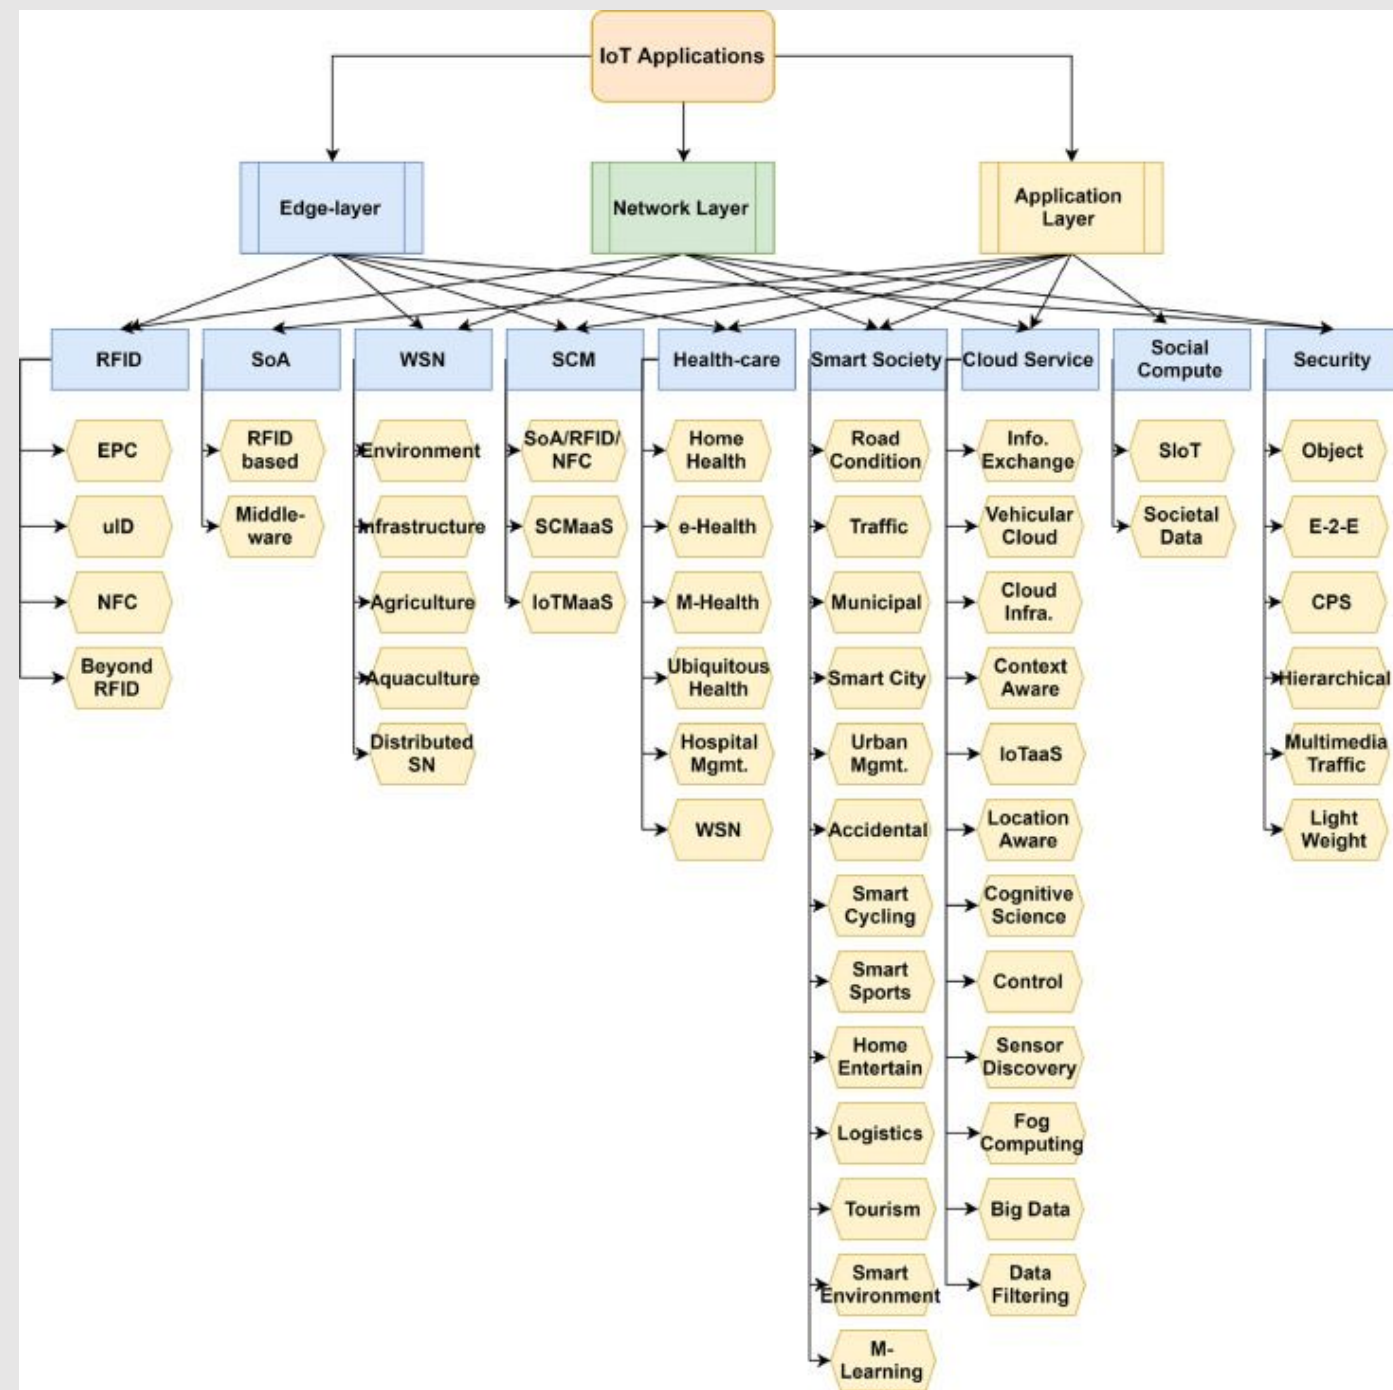 IoT Applications
Edge-layer
Network Layer
Application
Layer
RFID
SoA
WSN
SCM
Health-care
Smart Society
Cloud Service
Social
Compute
Security
EPC
uID
NFC
Beyond
RFID
RFID
based
Middle-
ware
Environment
Infrastructure
Agriculture
Aquaculture
Distributed
SN
SoA/RFID/
NFC
SCMaaS
IoTMaaS
Home
Health
e-Health
M-Health
Ubiquitous
Health
Hospital
Mgmt.
WSN
Road
Condition
Traffic
Municipal
Smart City
Urban
Mgmt.
Accidental
Smart
Cycling
Smart
Sports
Home
Entertain
Logistics
Tourism
Smart
Environment
M-
Learning
Info.
Exchange
Vehicular
Cloud
Cloud
Infra.
Context
Aware
IoTaaS
Location
Aware
Cognitive
Science
Control
Sensor
Discovery
Fog
Computing
Big Data
Data
Filtering
SIoT
Societal
Data
Object
E-2-E
CPS
Hierarchical
Multimedia
Traffic
Light
Weight